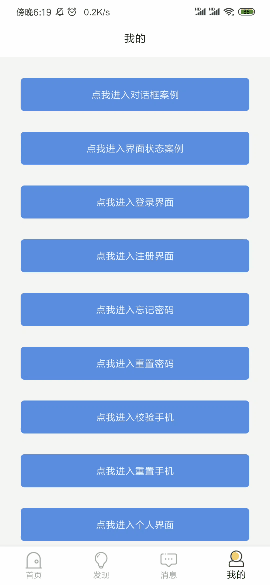 傍晚6:19 0.2K/s
我的
点我进入对话框案例
点我进入界面状态案例
点我进入登录界面
点我进入注册界面
点我进入忘记密码
点我进入重置密码
点我进入校验手机
点我进入重置手机
点我进入个人界面
首页 发现 消息 我的